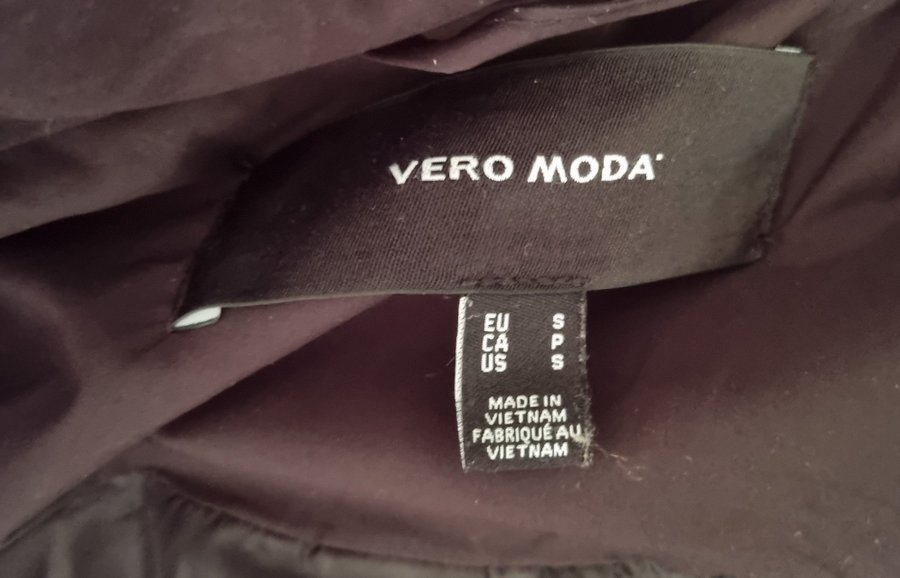 VERO MODA
EU S
CA P
US S
MADE IN
VIETNAM
FABRIQUÉ AU
VIETNAM